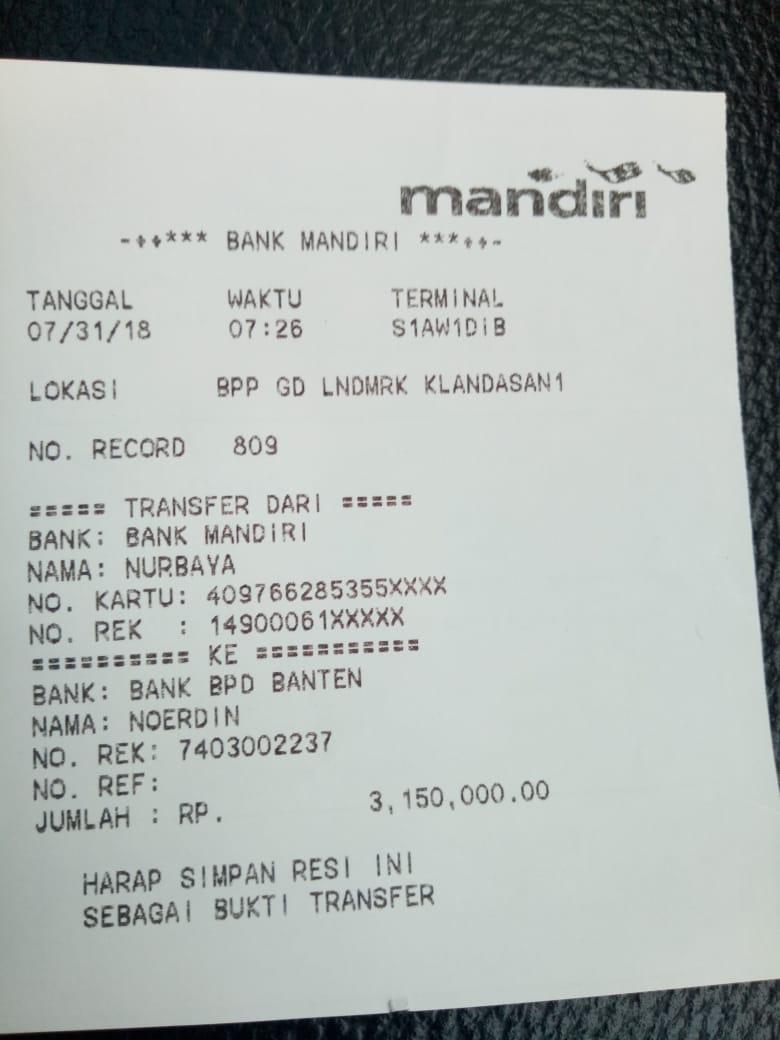 mandiri
-++*** BANK MANDIRI ***++-
TANGGAL WAKTU TERMINAL
07/31/18 07:26 S1AW1DIB
LOKASI BPP GD LNDMRK KLANDASAN1
NO. RECORD 809
===== TRANSFER DARI =====
BANK: BANK MANDIRI
NAMA: NURBAYA
NO. KARTU: 409766285355XXXX
NO. REK : 14900061XXXXX
========== KE ===========
BANK: BANK BPD BANTEN
NAMA: NOERDIN
NO. REK: 7403002237
NO. REF:
JUMLAH : RP. 3,150,000.00
HARAP SIMPAN RESI INI
SEBAGAI BUKTI TRANSFER